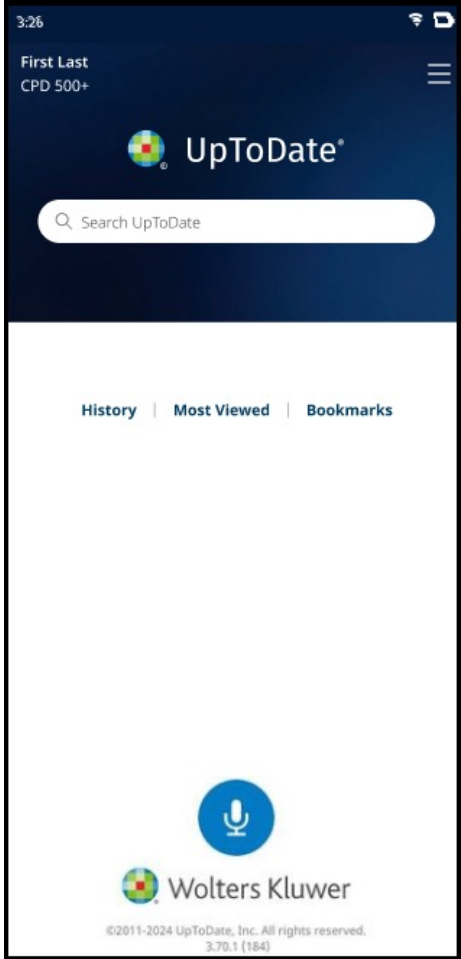 3:26
First Last
CPD 500+
UpToDate®
Search UpToDate
History | Most Viewed | Bookmarks
Wolters Kluwer
©2011-2024 UpToDate, Inc. All rights reserved.
3.70.1 (184)